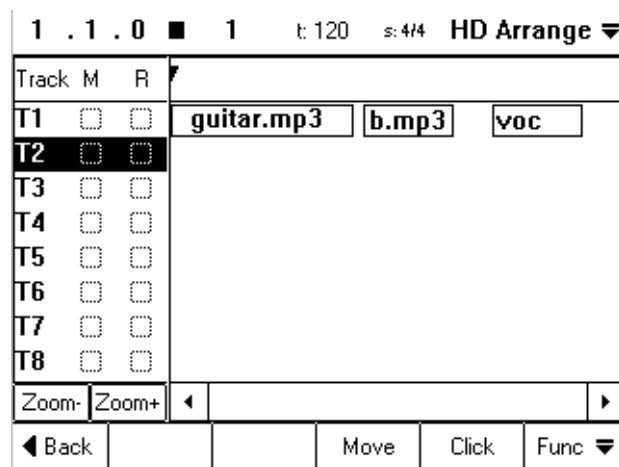 1 .1 .0 1 t: 120 s: 4/4 HD Arrange
Track M R
T1 guitar.mp3 b.mp3 voc
T2
T3
T4
T5
T6
T7
T8
Zoom- Zoom+
Back Move Click Func